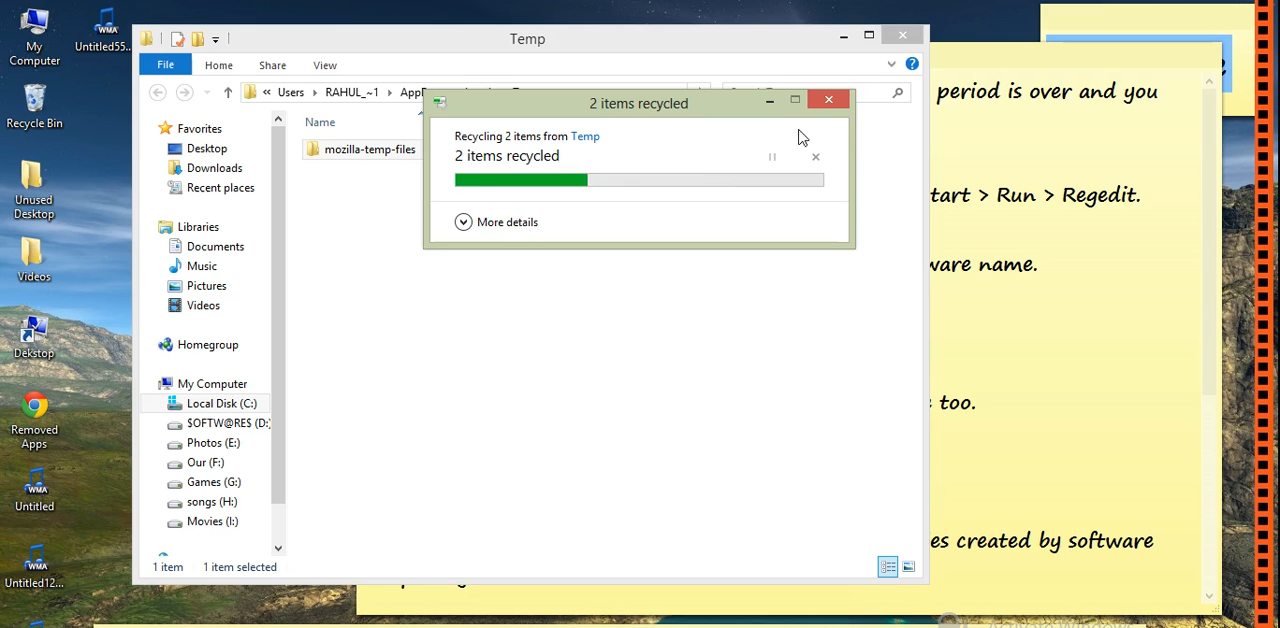 My
Computer
Untitled55...
Recycle Bin
Unused
Desktop
Videos
Dekstop
Removed
Apps
Untitled
Untitled12...
Temp
File
Home
Share
View
« Users
RAHUL_~1
Name
mozilla-temp-files
Favorites
Desktop
Downloads
Recent places
Libraries
Documents
Music
Pictures
Videos
Homegroup
My Computer
Local Disk (C:)
$OFTW@RE$ (D:)
Photos (E:)
Our (F:)
Games (G:)
songs (H:)
Movies (I:)
1 item
1 item selected
2 items recycled
Recycling 2 items from Temp
2 items recycled
More details
period is over and you
tart > Run > Regedit.
ware name.
too.
es created by software